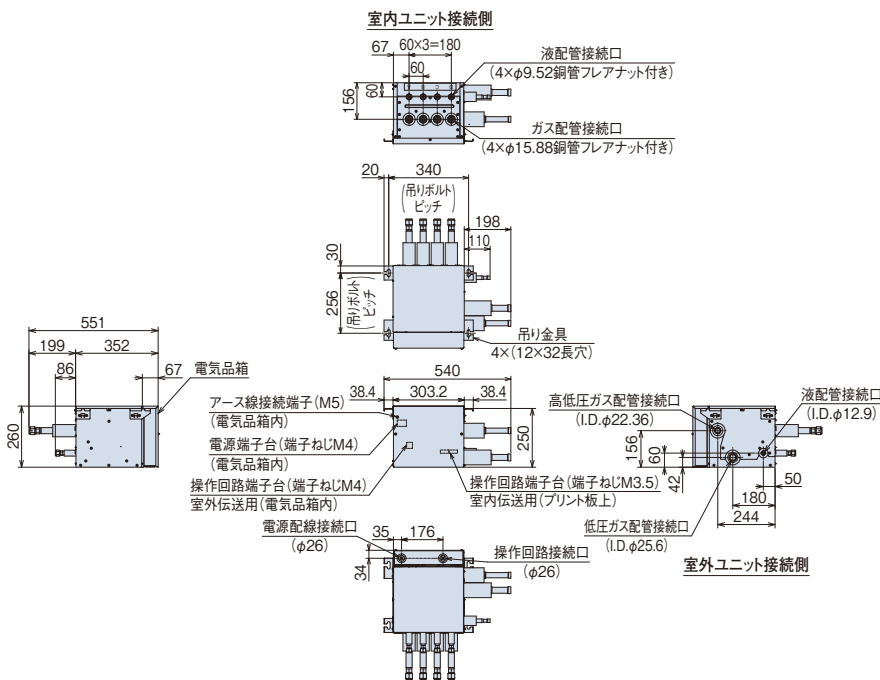 室内ユニット接続側
67
60×3=180
60
液配管接続口
(4×φ9.52銅管フレアナット付き)
156
60
ガス配管接続口
(4×φ15.88銅管フレアナット付き)
20
340
(吊りボルト
ピッチ)
198
110
30
256
(吊りボルト
ピッチ)
吊り金具
4×(12×32長穴)
551
199
352
86
67
電気品箱
260
540
38.4
303.2
38.4
アース線接続端子(M5)
(電気品箱内)
電源端子台(端子ねじM4)
(電気品箱内)
操作回路端子台(端子ねじM4)
室外伝送用(電気品箱内)
250
操作回路端子台(端子ねじM3.5)
室内伝送用(プリント板上)
高低圧ガス配管接続口
(I.D.φ22.36)
液配管接続口
(I.D.φ12.9)
156
60
42
50
180
244
低圧ガス配管接続口
(I.D.φ25.6)
室外ユニット接続側
電源配線接続口
(φ26)
35
176
34
操作回路接続口
(φ26)